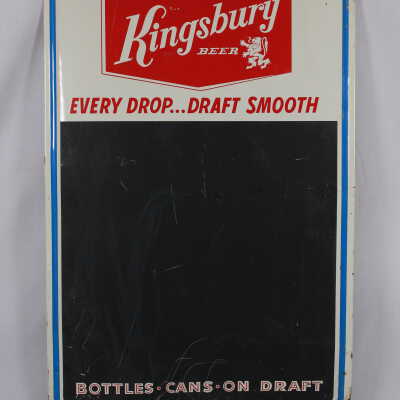 Kingsbury
BEER
EVERY DROP...DRAFT SMOOTH
BOTTLES·CANS·ON DRAFT